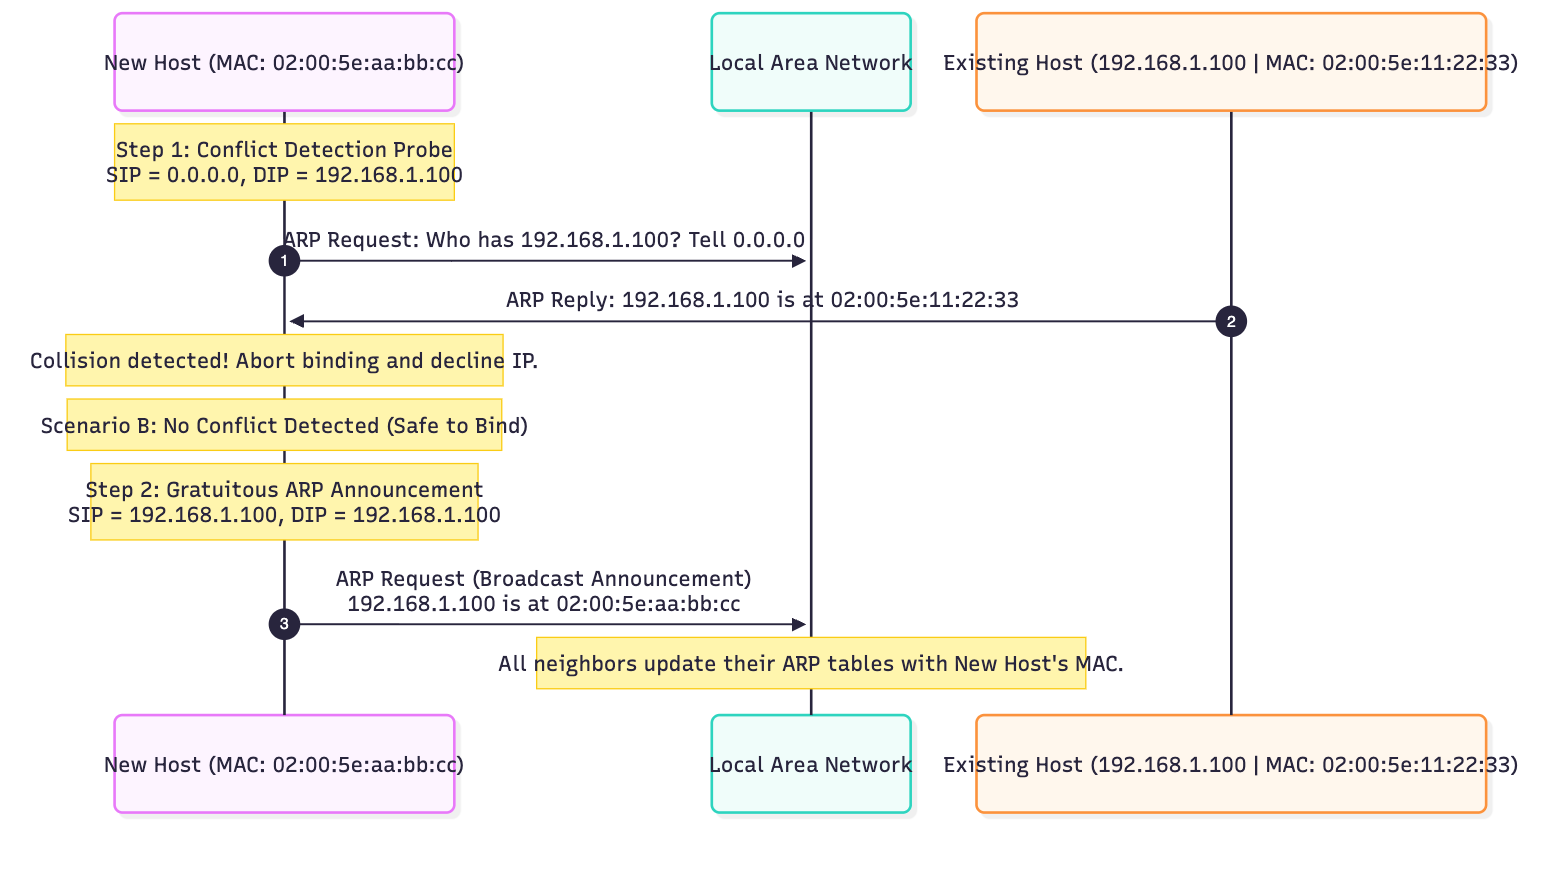 New Host (MAC: 02:00:5e:aa:bb:cc)
Local Area Network
Existing Host (192.168.1.100 | MAC: 02:00:5e:11:22:33)
Step 1: Conflict Detection Probe
SIP = 0.0.0.0, DIP = 192.168.1.100
ARP Request: Who has 192.168.1.100? Tell 0.0.0.0
1
ARP Reply: 192.168.1.100 is at 02:00:5e:11:22:33
2
Collision detected! Abort binding and decline IP.
Scenario B: No Conflict Detected (Safe to Bind)
Step 2: Gratuitous ARP Announcement
SIP = 192.168.1.100, DIP = 192.168.1.100
ARP Request (Broadcast Announcement)
192.168.1.100 is at 02:00:5e:aa:bb:cc
3
All neighbors update their ARP tables with New Host's MAC.
New Host (MAC: 02:00:5e:aa:bb:cc)
Local Area Network
Existing Host (192.168.1.100 | MAC: 02:00:5e:11:22:33)